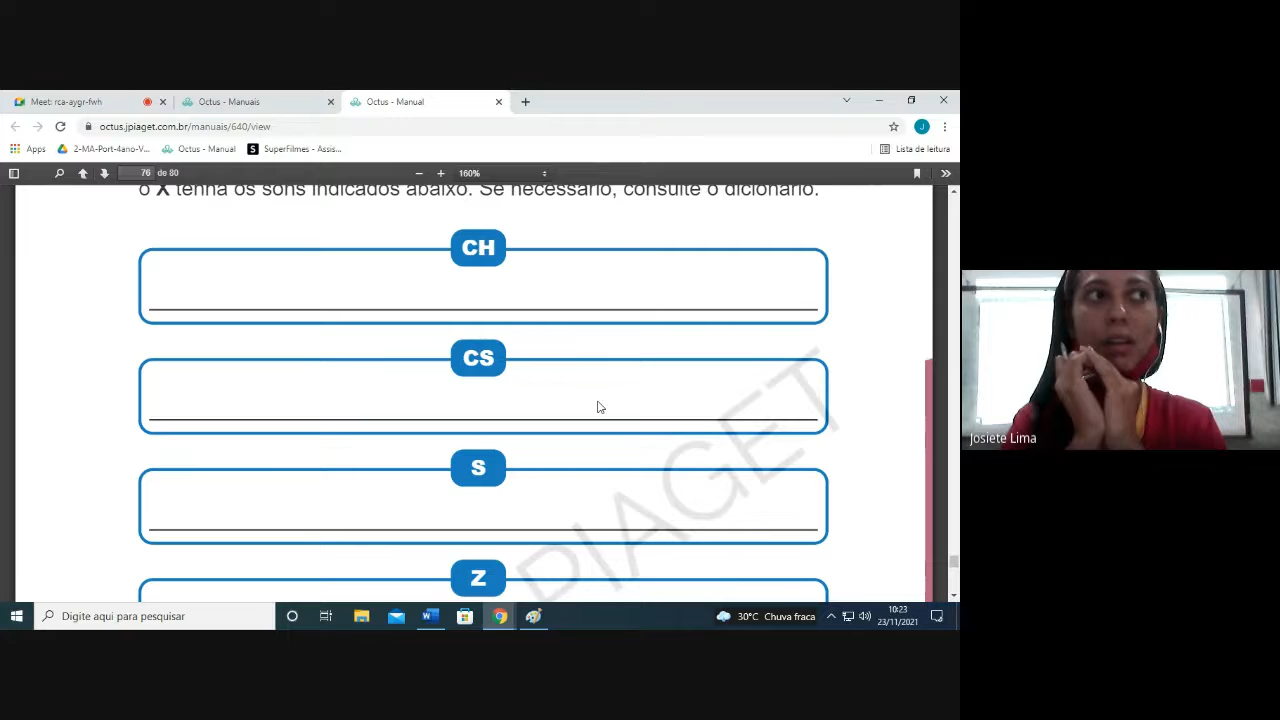 Meet: rca-aygr-fwh
Octus - Manuais
Octus - Manual
octus.jpiaget.com.br/manuais/640/view
Apps
2-MA-Port-4ano-V...
Octus - Manual
S
SuperFilmes - Assis...
Lista de leitura
J
76 de 80
160%
o X tenha os sons indicados abaixo. Se necessário, consulte o dicionário.
CH
CS
S
Z
PIAGET
Josiete Lima
Digite aqui para pesquisar
30°C Chuva fraca
10:23
23/11/2021